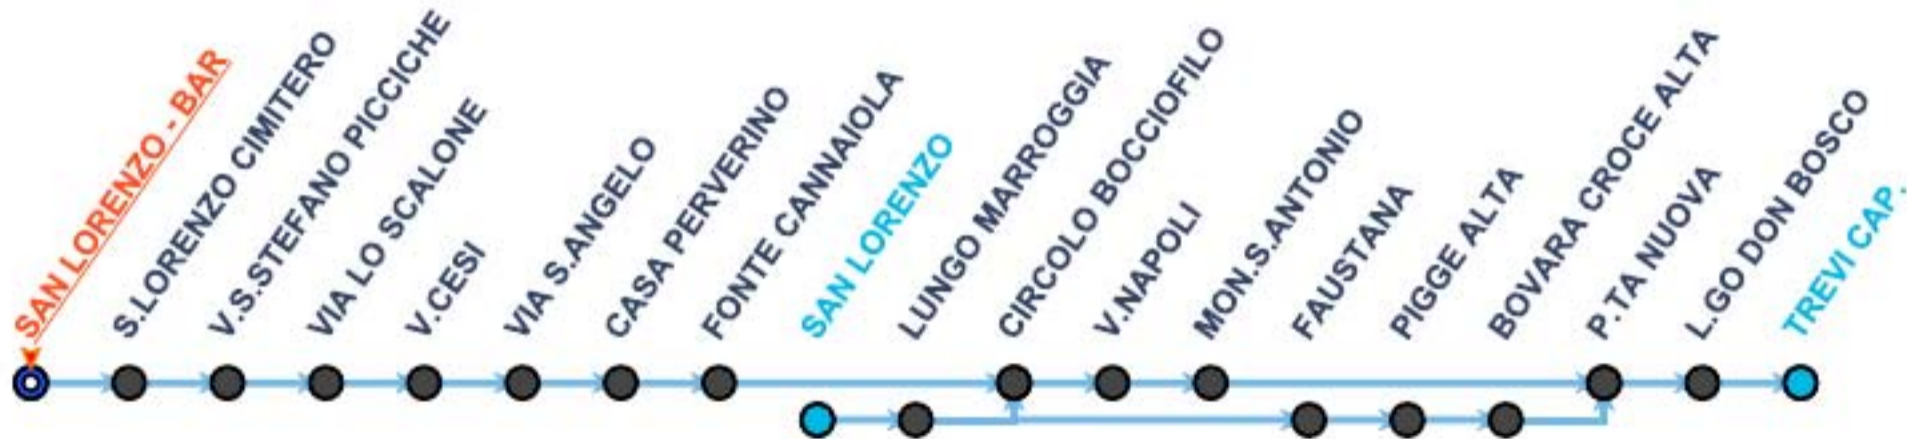 SAN LORENZO - BAR
S.LORENZO CIMITERO
V.S.STEFANO PICCICHE
VIA LO SCALONE
V.CESI
VIA S.ANGELO
CASA PERVERINO
FONTE CANNAIOLA
SAN LORENZO
LUNGO MARROGGIA
CIRCOLO BOCCIOFILO
V.NAPOLI
MON.S.ANTONIO
FAUSTANA
PIGGE ALTA
BOVARA CROCE ALTA
P.TA NUOVA
L.GO DON BOSCO
TREVI CAP.